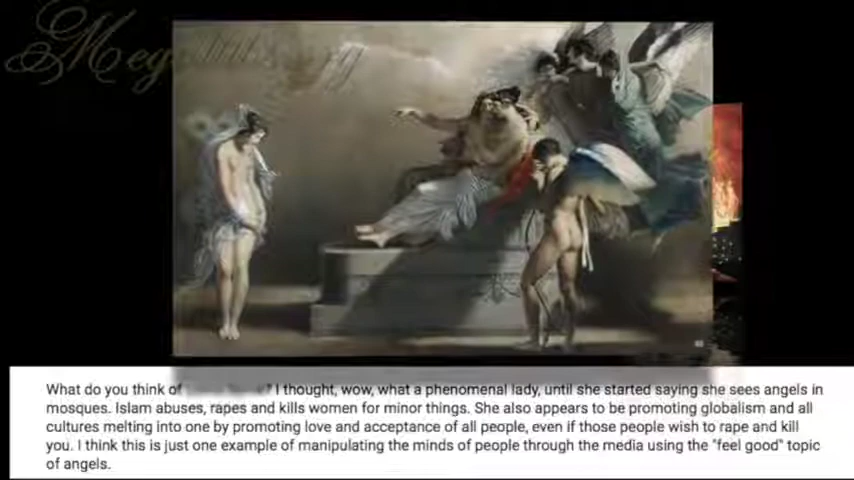 What do you think of ? I thought, wow, what a phenomenal lady, until she started saying she sees angels in
mosques. Islam abuses, rapes and kills women for minor things. She also appears to be promoting globalism and all
cultures melting into one by promoting love and acceptance of all people, even if those people wish to rape and kill
you. I think this is just one example of manipulating the minds of people through the media using the "feel good" topic
of angels.